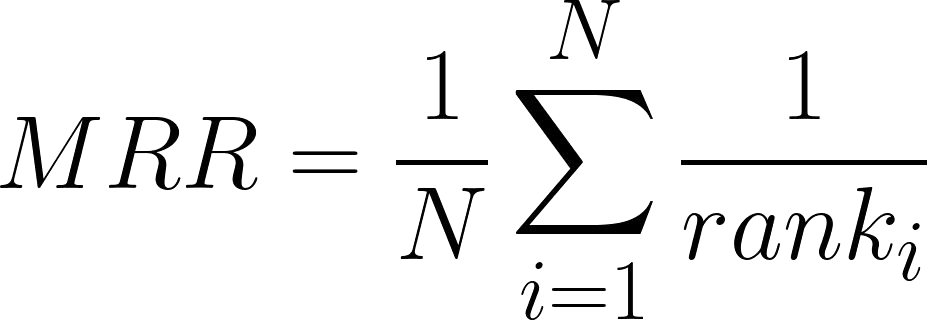 MRR = \frac{1}{N} \sum_{i=1}^{N} \frac{1}{rank_i}